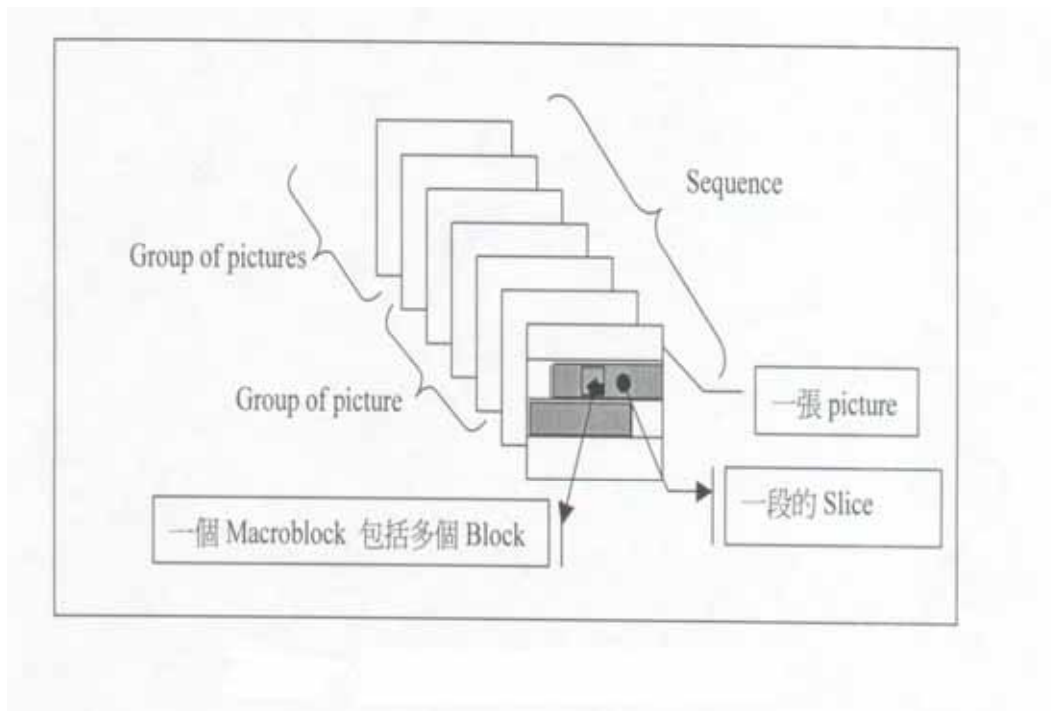 Sequence
Group of pictures
Group of picture
一張 picture
一段的 Slice
一個 Macroblock 包括多個 Block